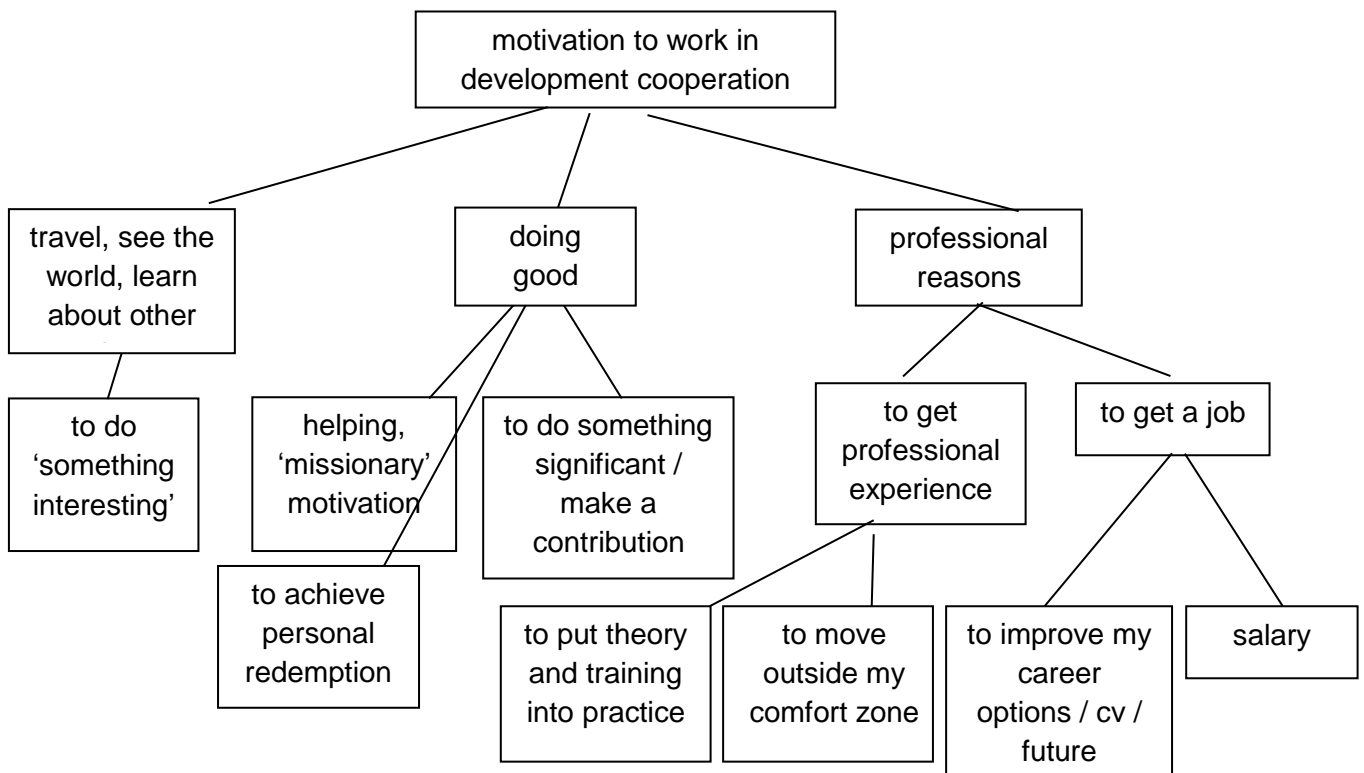 motivation to work in
development cooperation
travel, see the
world, learn
about other
doing
good
professional
reasons
to do
‘something
interesting’
helping,
‘missionary’
motivation
to do something
significant /
make a
contribution
to get
professional
experience
to get a job
to achieve
personal
redemption
to put theory
and training
into practice
to move
outside my
comfort zone
to improve my
career
options / cv /
future
salary